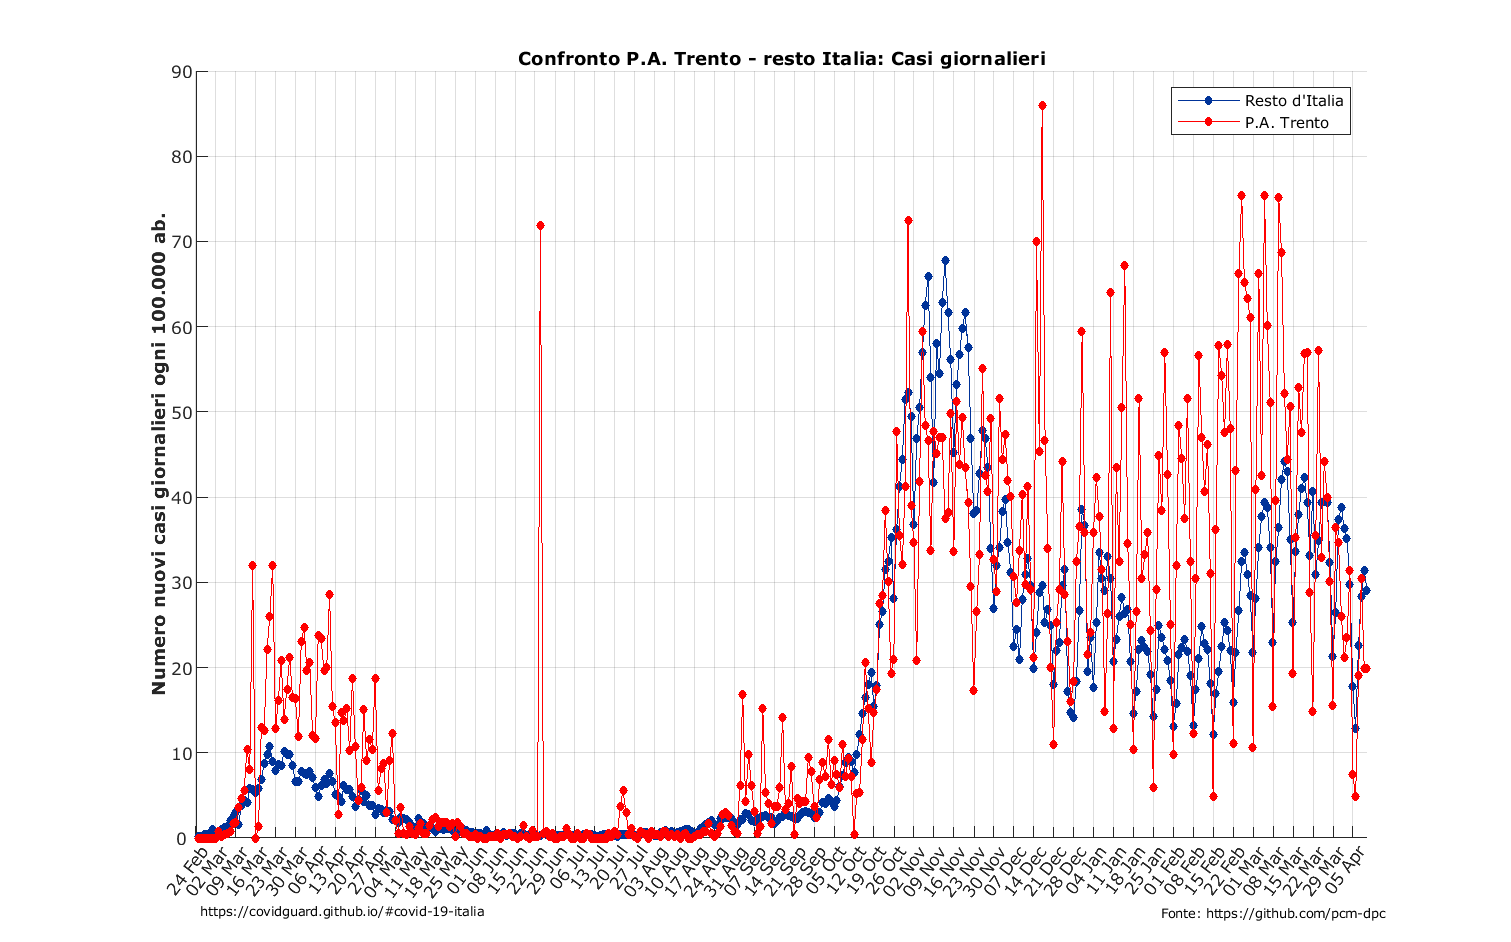 Confronto P.A. Trento - resto Italia: Casi giornalieri
Resto d'Italia
P.A. Trento
Numero nuovi casi giornalieri ogni 100.000 ab.
90
80
70
60
50
40
30
20
10
0
24 Feb
02 Mar
09 Mar
16 Mar
23 Mar
30 Mar
06 Apr
13 Apr
20 Apr
27 Apr
04 May
11 May
18 May
25 May
01 Jun
08 Jun
15 Jun
22 Jun
29 Jun
06 Jul
13 Jul
20 Jul
27 Jul
03 Aug
10 Aug
17 Aug
24 Aug
31 Aug
07 Sep
14 Sep
21 Sep
28 Sep
05 Oct
12 Oct
19 Oct
26 Oct
02 Nov
09 Nov
16 Nov
23 Nov
30 Nov
07 Dec
14 Dec
21 Dec
28 Dec
04 Jan
11 Jan
18 Jan
25 Jan
01 Feb
08 Feb
15 Feb
22 Feb
01 Mar
08 Mar
15 Mar
22 Mar
29 Mar
05 Apr
https://covidguard.github.io/#covid-19-italia
Fonte: https://github.com/pcm-dpc